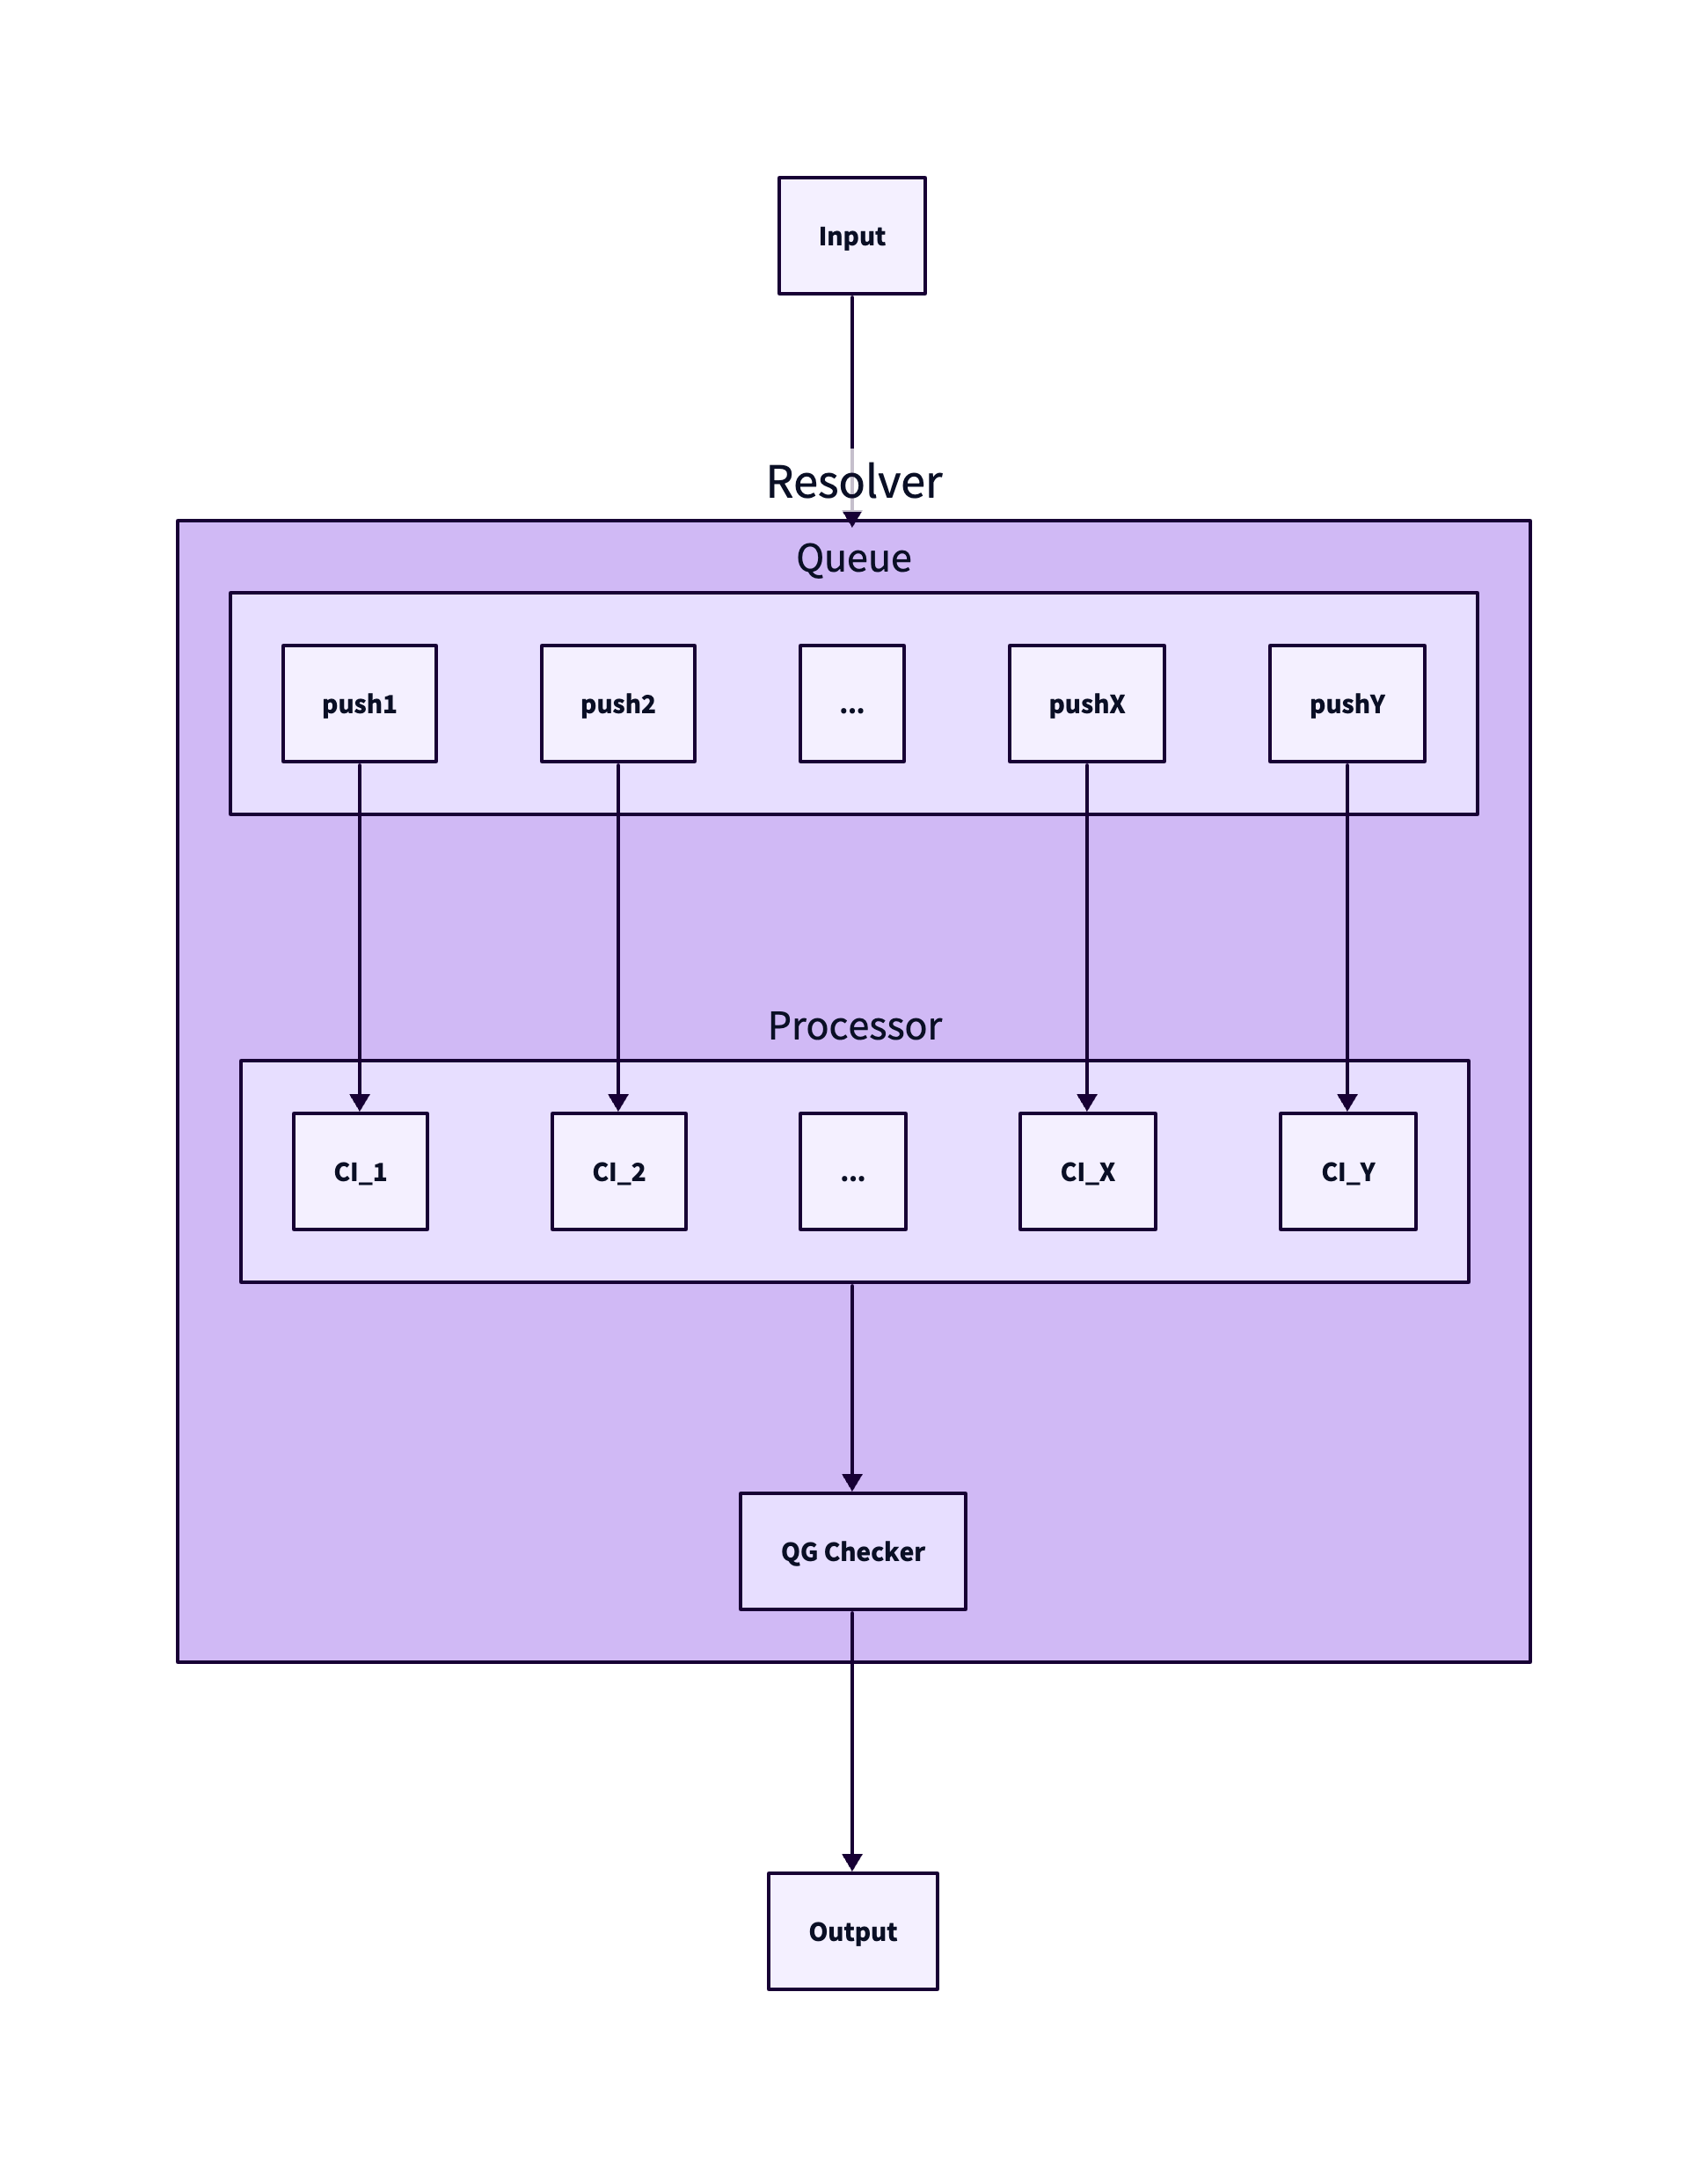 Input
Resolver
Queue
push1 push2 ... pushX pushY
Processor
CI_1 CI_2 ... CI_X CI_Y
QG Checker
Output